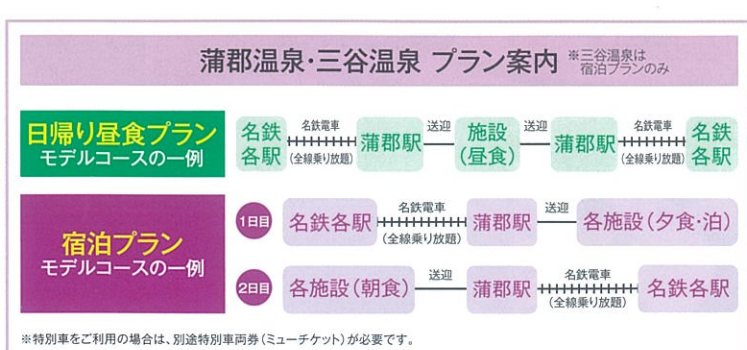 蒲郡温泉・三谷温泉 プラン案内 ※三谷温泉は
宿泊プランのみ
日帰り昼食プラン
モデルコースの一例
名鉄
各駅
名鉄電車
(全線乗り放題)
蒲郡駅
送迎
施設
(昼食)
送迎
蒲郡駅
名鉄電車
(全線乗り放題)
名鉄
各駅
宿泊プラン
モデルコースの一例
1日目
名鉄各駅
名鉄電車
(全線乗り放題)
蒲郡駅
送迎
各施設(夕食・泊)
2日目
各施設(朝食)
送迎
蒲郡駅
名鉄電車
(全線乗り放題)
名鉄各駅
※特別車をご利用の場合は、別途特別車両券(ミューチケット)が必要です。